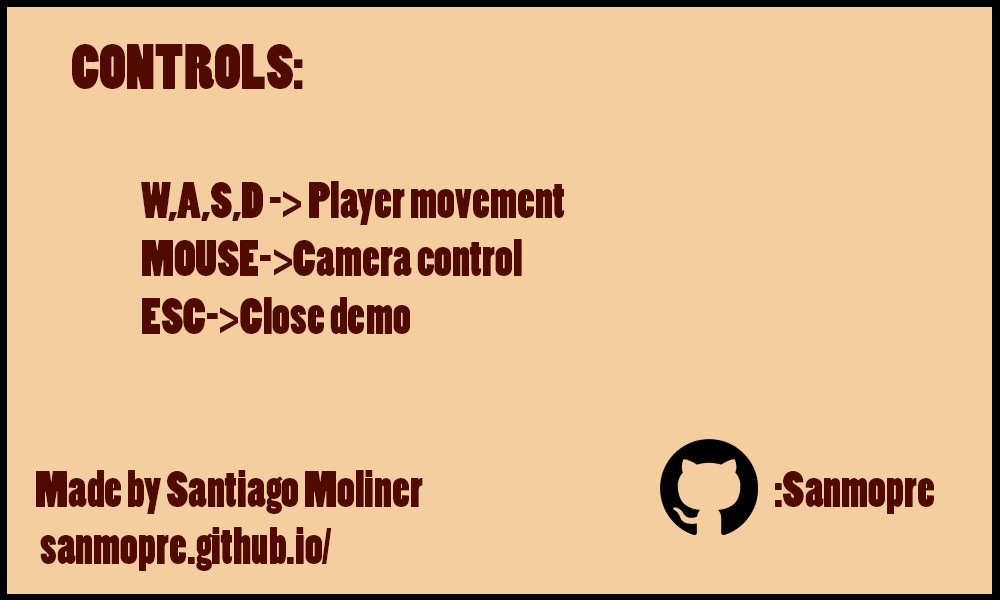 CONTROLS:
W,A,S,D -> Player movement
MOUSE->Camera control
ESC->Close demo
Made by Santiago Moliner
sanmopre.github.io/
:Sanmopre